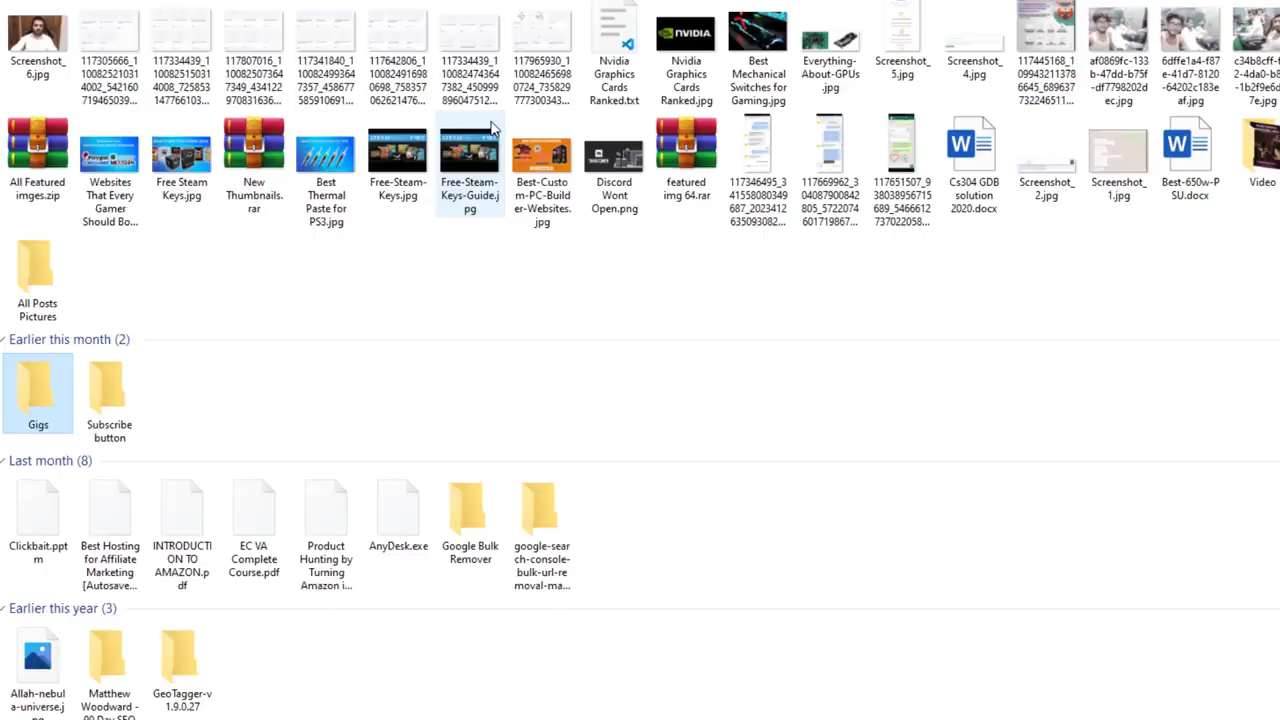 Screenshot_
6.jpg
117305666_1
10082521031
4002_542160
719465039...
117334439_1
10082515031
4008_725853
147766103...
117807016_1
10082507364
7349_434122
970831636...
117341840_1
10082499364
7357_458677
585910691...
117642806_1
10082491698
0698_758357
062621476...
117334439_1
10082474364
7382_450999
896047512...
117965930_1
10082465698
0724_735829
777300343...
Nvidia
Graphics
Cards
Ranked.txt
NVIDIA.
Nvidia
Graphics
Cards
Ranked.jpg
Best
Mechanical
Switches for
Gaming.jpg
Everything-
About-GPUs
.jpg
Screenshot_
5.jpg
Screenshot_
4.jpg
117445168_1
10994321137​8
6645_689637
732246511...
af0869fc-133
b-47dd-b75f
-df7798202d
ec.jpg
6dffe1a4-f87
e-41d7-8120
-64202c183e
af.jpg
c34b8cff-f
2-4da0-b8
-1b2f9e6d
7e.jpg
All Featured
imges.zip
Websites
That Every
Gamer
Should Bo...
Free Steam
Keys.jpg
New
Thumbnails.
rar
Best
Thermal
Paste for
PS3.jpg
Free-Steam-
Keys.jpg
Free-Steam-
Keys-Guide.j
pg
Best-Custo
m-PC-Build
er-Websites.
jpg
Discord
Wont
Open.png
featured
img 64.rar
117346495_3
41558080349
687_2023412
635093082...
117669962_3
04087900842
805_5722074
601719867...
117651507_9
38038956715
689_5466612
737022058...
Cs304 GDB
solution
2020.docx
Screenshot_
2.jpg
Screenshot_
1.jpg
Best-650w-P
SU.docx
Video
All Posts
Pictures
Earlier this month (2)
Gigs
Subscribe
button
Last month (8)
Clickbait.ppt
m
Best Hosting
for Affiliate
Marketing
[Autosave...
INTRODUCTI
ON TO
AMAZON.p
df
EC VA
Complete
Course.pdf
Product
Hunting by
Turning
Amazon i...
AnyDesk.exe
Google Bulk
Remover
google-sear
ch-console-
bulk-url-re
moval-ma...
Earlier this year (3)
Allah-nebul
a-universe.j
Matthew
Woodward -
GeoTagger-v
1.9.0.27